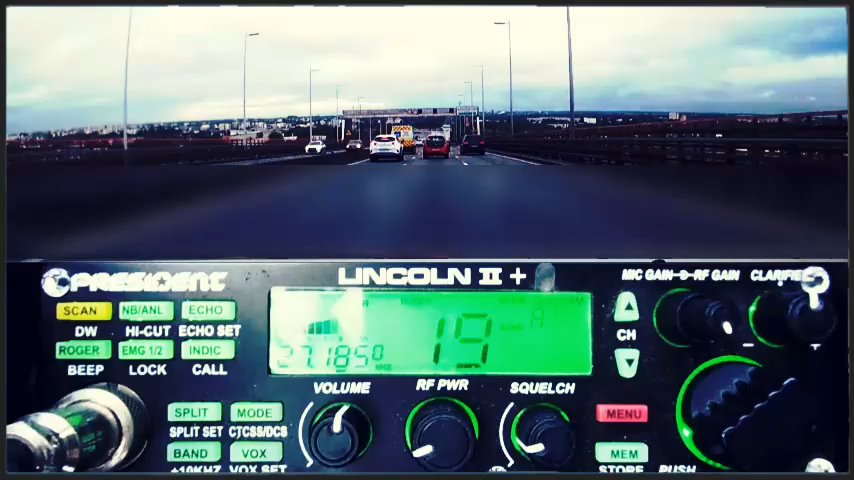 PRESIDENT
LINCOLN II +
MIC GAIN RF GAIN CLARIFIER
SCAN NB/ANL ECHO
DW HI-CUT ECHO SET
ROGER EMG 1/2 INDIC
BEEP LOCK CALL
19
27.1850
CH
VOLUME RF PWR SQUELCH
SPLIT MODE
SPLIT SET CTCSS/DCS
BAND VOX
+10KHZ VOX SET
MENU
MEM
STORE PUSH